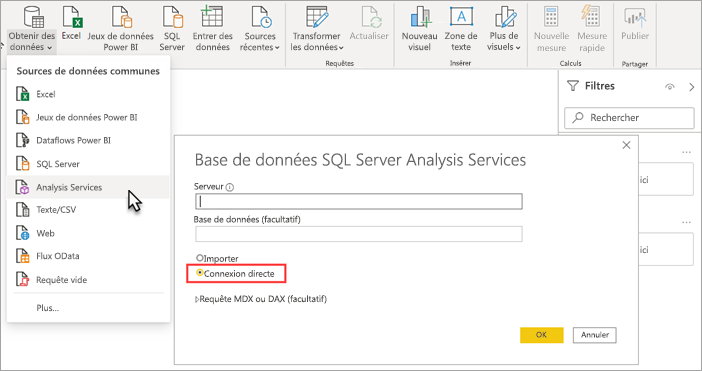 Obtenir des
données
Excel
Jeux de données
Power BI
SQL
Server
Entrer des
données
Sources
récentes
Transformer
les données
Actualiser
Nouveau
visuel
Zone de
texte
Plus de
visuels
Nouvelle
mesure
Mesure
rapide
Publier
Requêtes
Insérer
Calculs
Partager
Sources de données communes
Excel
Jeux de données Power BI
Dataflows Power BI
SQL Server
Analysis Services
Texte/CSV
Web
Flux OData
Requête vide
Plus...
Filtres
Rechercher
ici
ici
Base de données SQL Server Analysis Services
Serveur
Base de données (facultatif)
Importer
Connexion directe
Requête MDX ou DAX (facultatif)
OK
Annuler